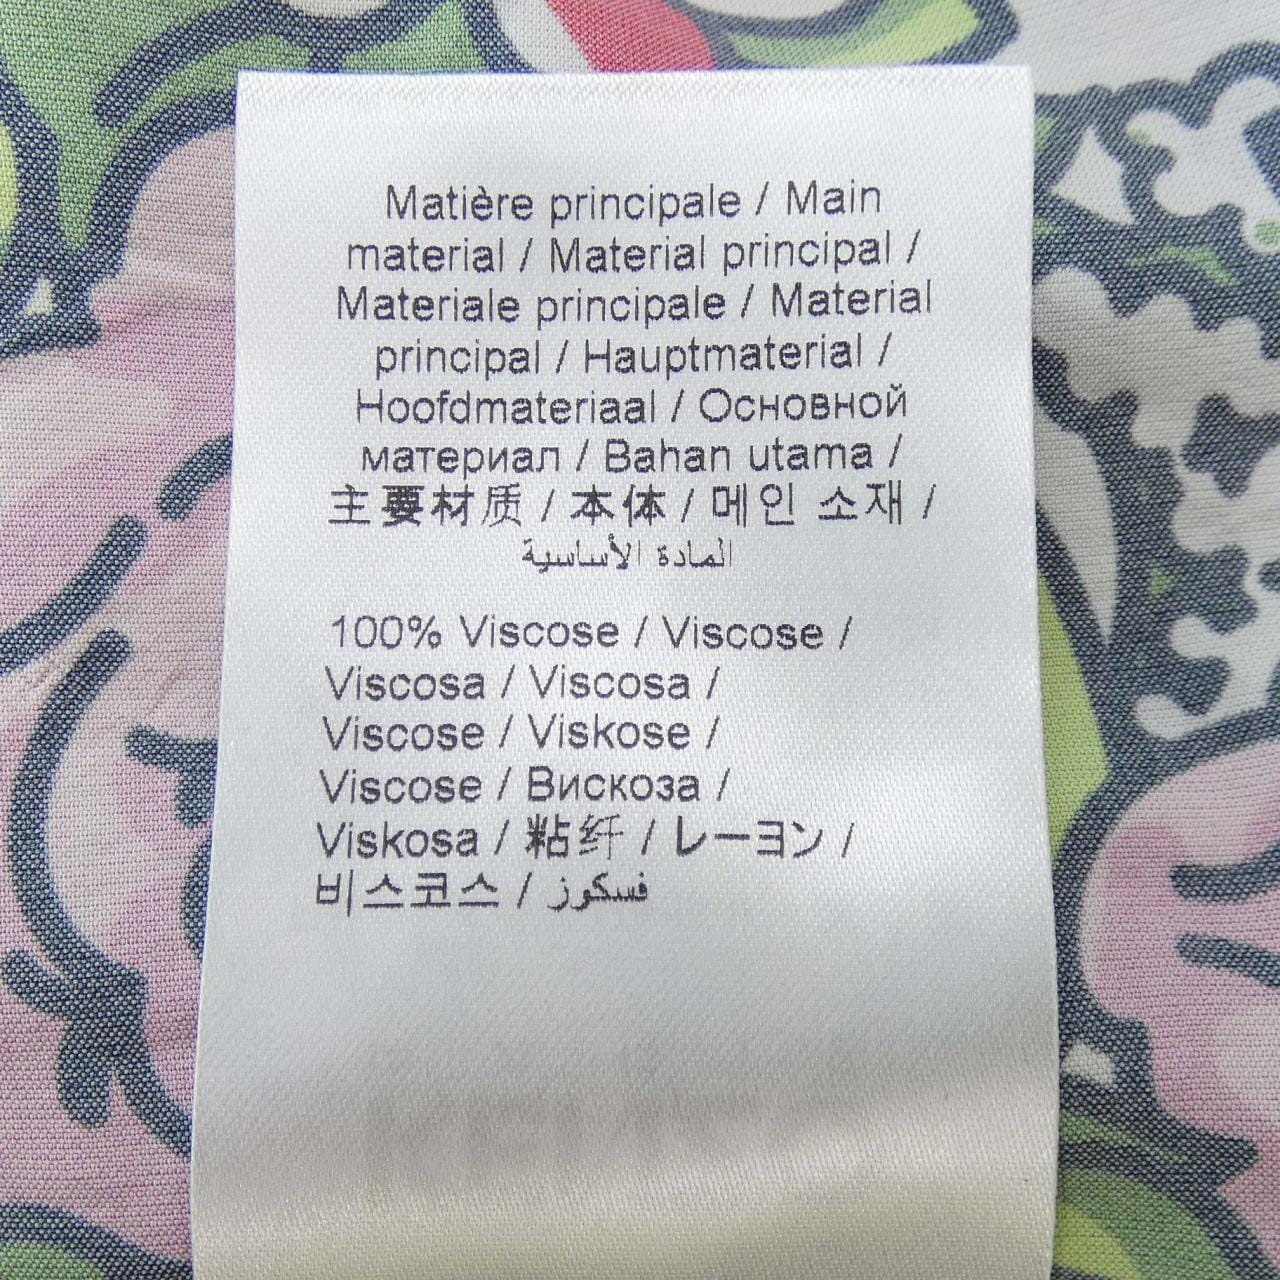 Matière principale / Main
material / Material principal /
Materiale principale / Material
principal / Hauptmaterial /
Hoofdmateriaal / Основной
материал / Bahan utama /
主要材质 / 本体 / 메인 소재 /
المادة الأساسية
100% Viscose / Viscose /
Viscosa / Viscosa /
Viscose / Viskose /
Viscose / Вискоза /
Viskosa / 粘纤 / レーヨン /
비스코스 / فسكوز